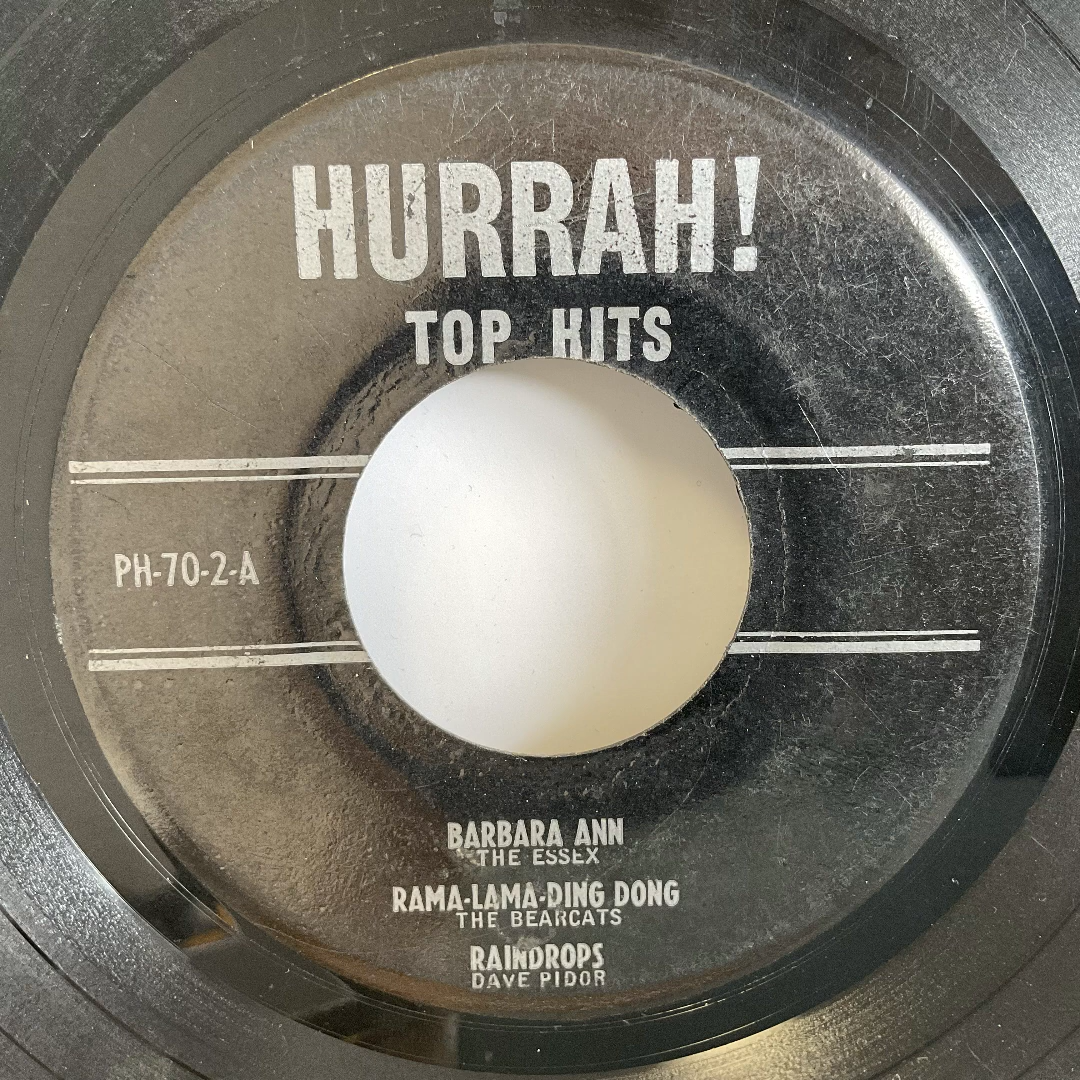 HURRAH!
TOP HITS
PH-70-2-A
BARBARA ANN
THE ESSEX
RAMA-LAMA-DING DONG
THE BEARCATS
RAINDROPS
DAVE PIDOR